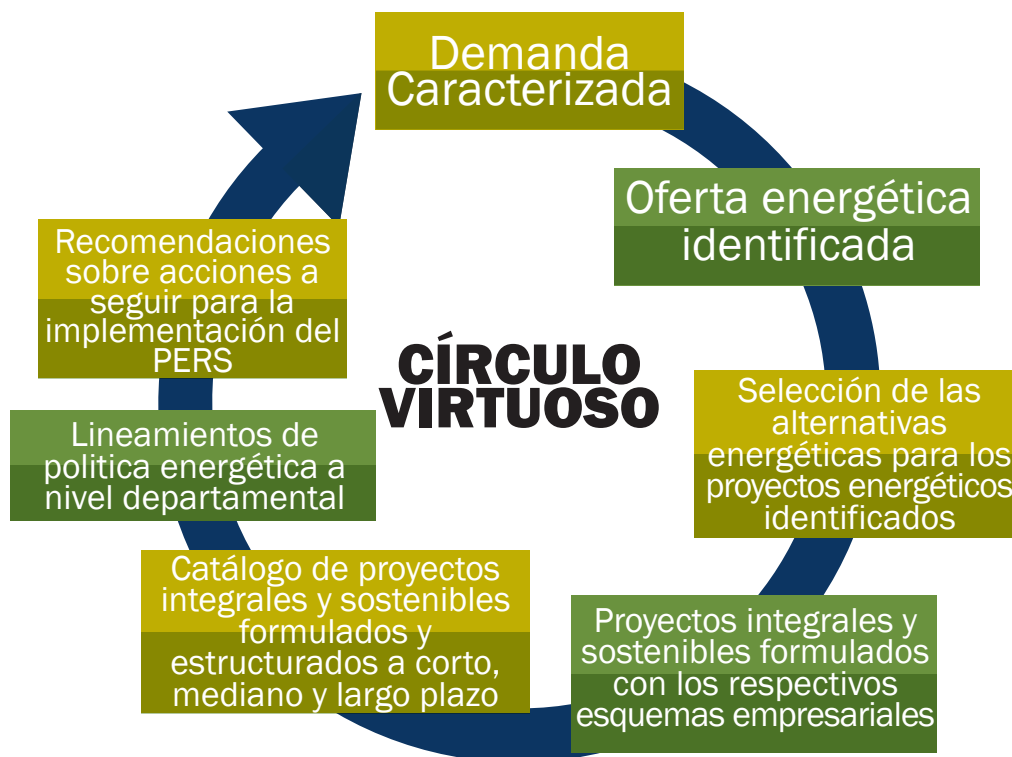 Demanda
Caracterizada
Oferta energética
identificada
Selección de las
alternativas
energéticas para los
proyectos energéticos
identificados
Proyectos integrales y
sostenibles formulados
con los respectivos
esquemas empresariales
Catálogo de proyectos
integrales y sostenibles
formulados y
estructurados a corto,
mediano y largo plazo
Lineamientos de
politica energética a
nivel departamental
Recomendaciones
sobre acciones a
seguir para la
implementación del
PERS
CÍRCULO
VIRTUOSO